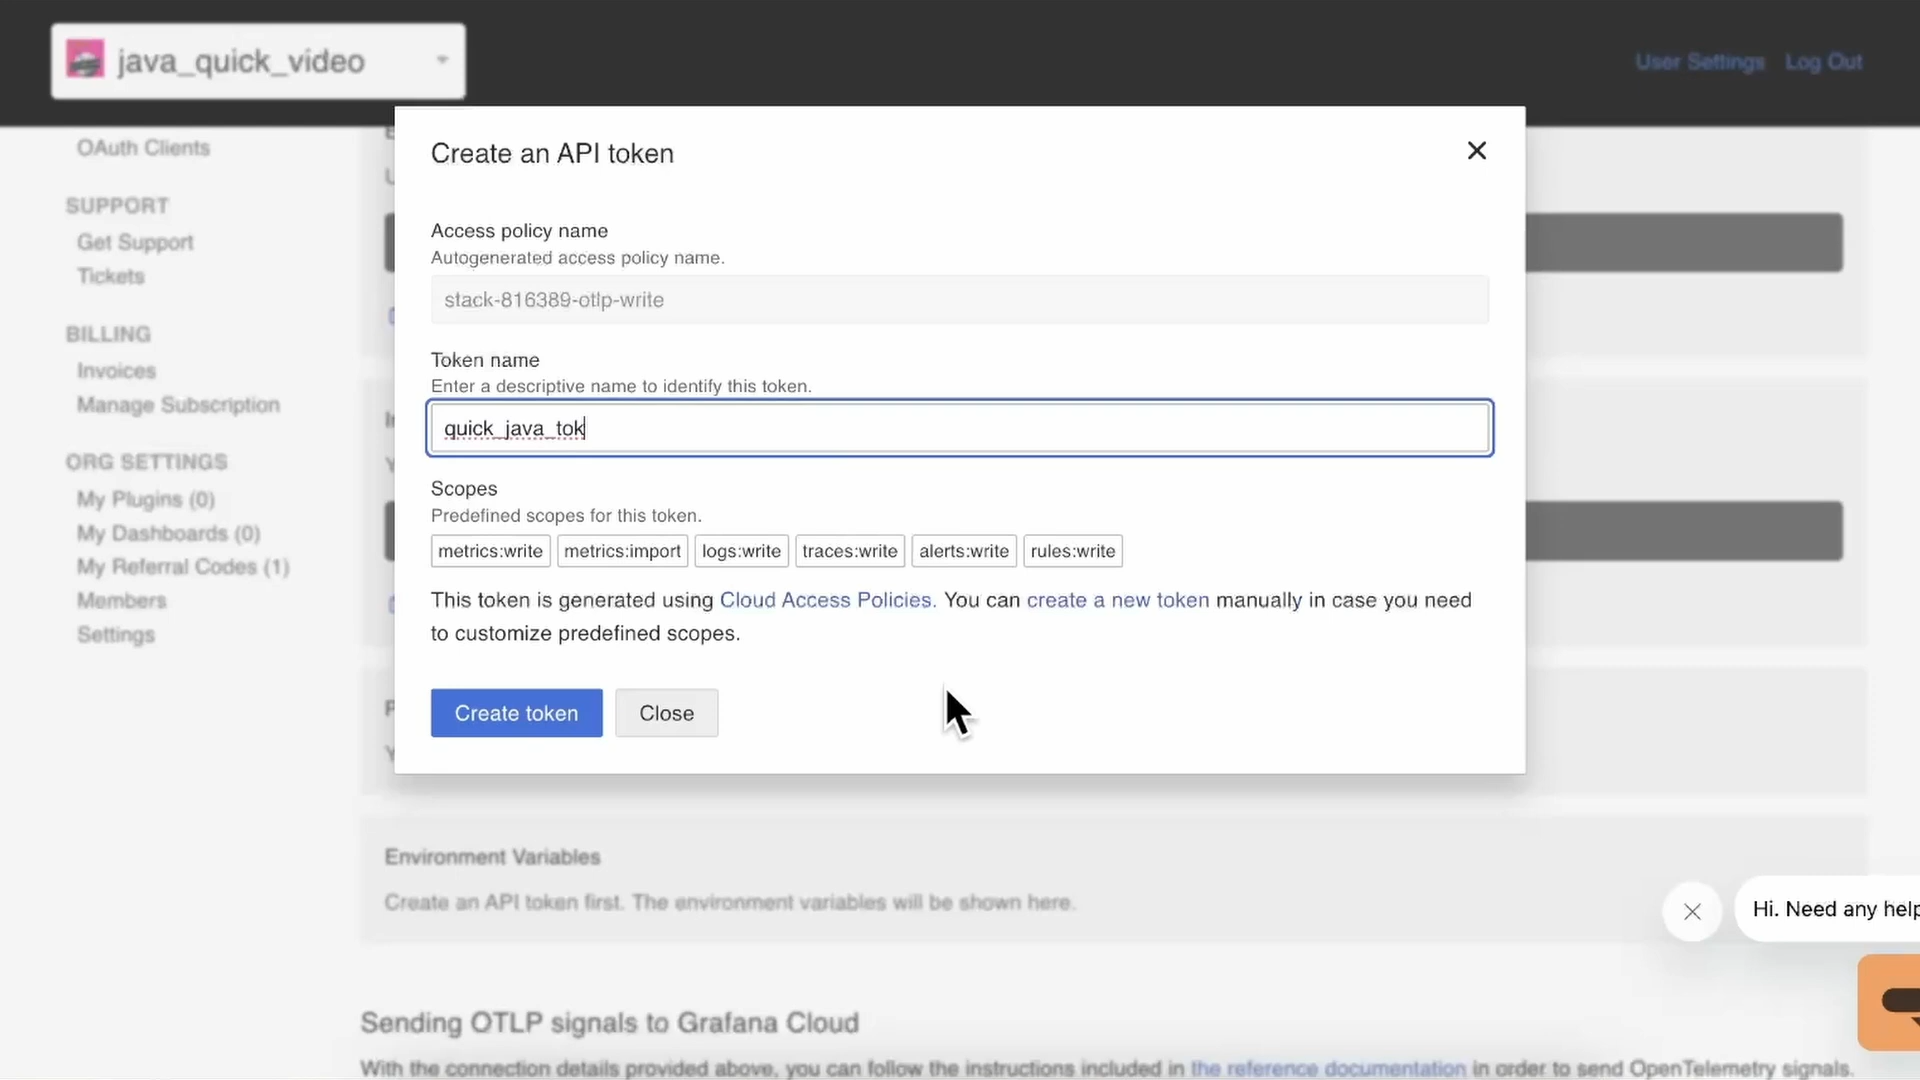 java_quick_video
User Settings Log Out
OAuth Clients
SUPPORT
Get Support
Tickets
BILLING
Invoices
Manage Subscription
ORG SETTINGS
My Plugins (0)
My Dashboards (0)
My Referral Codes (1)
Members
Settings
Create an API token
Access policy name
Autogenerated access policy name.
stack-816389-otlp-write
Token name
Enter a descriptive name to identify this token.
quick_java_tok
Scopes
Predefined scopes for this token.
metrics:write metrics:import logs:write traces:write alerts:write rules:write
This token is generated using Cloud Access Policies. You can create a new token manually in case you need
to customize predefined scopes.
Create token Close
Environment Variables
Create an API token first. The environment variables will be shown here.
Hi. Need any help
Sending OTLP signals to Grafana Cloud
With the connection details provided above, you can follow the instructions included in the reference documentation in order to send OpenTelemetry signals.